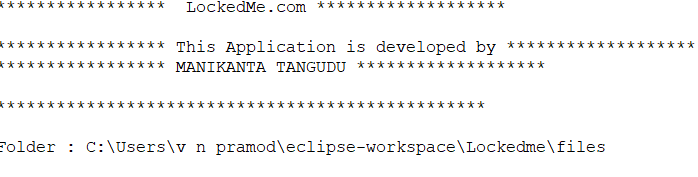 *****************  LockedMe.com *******************
***************** This Application is developed by *******************
***************** MANIKANTA TANGUDU *******************
*************************************************
Folder : C:\Users\v n pramod\eclipse-workspace\Lockedme\files